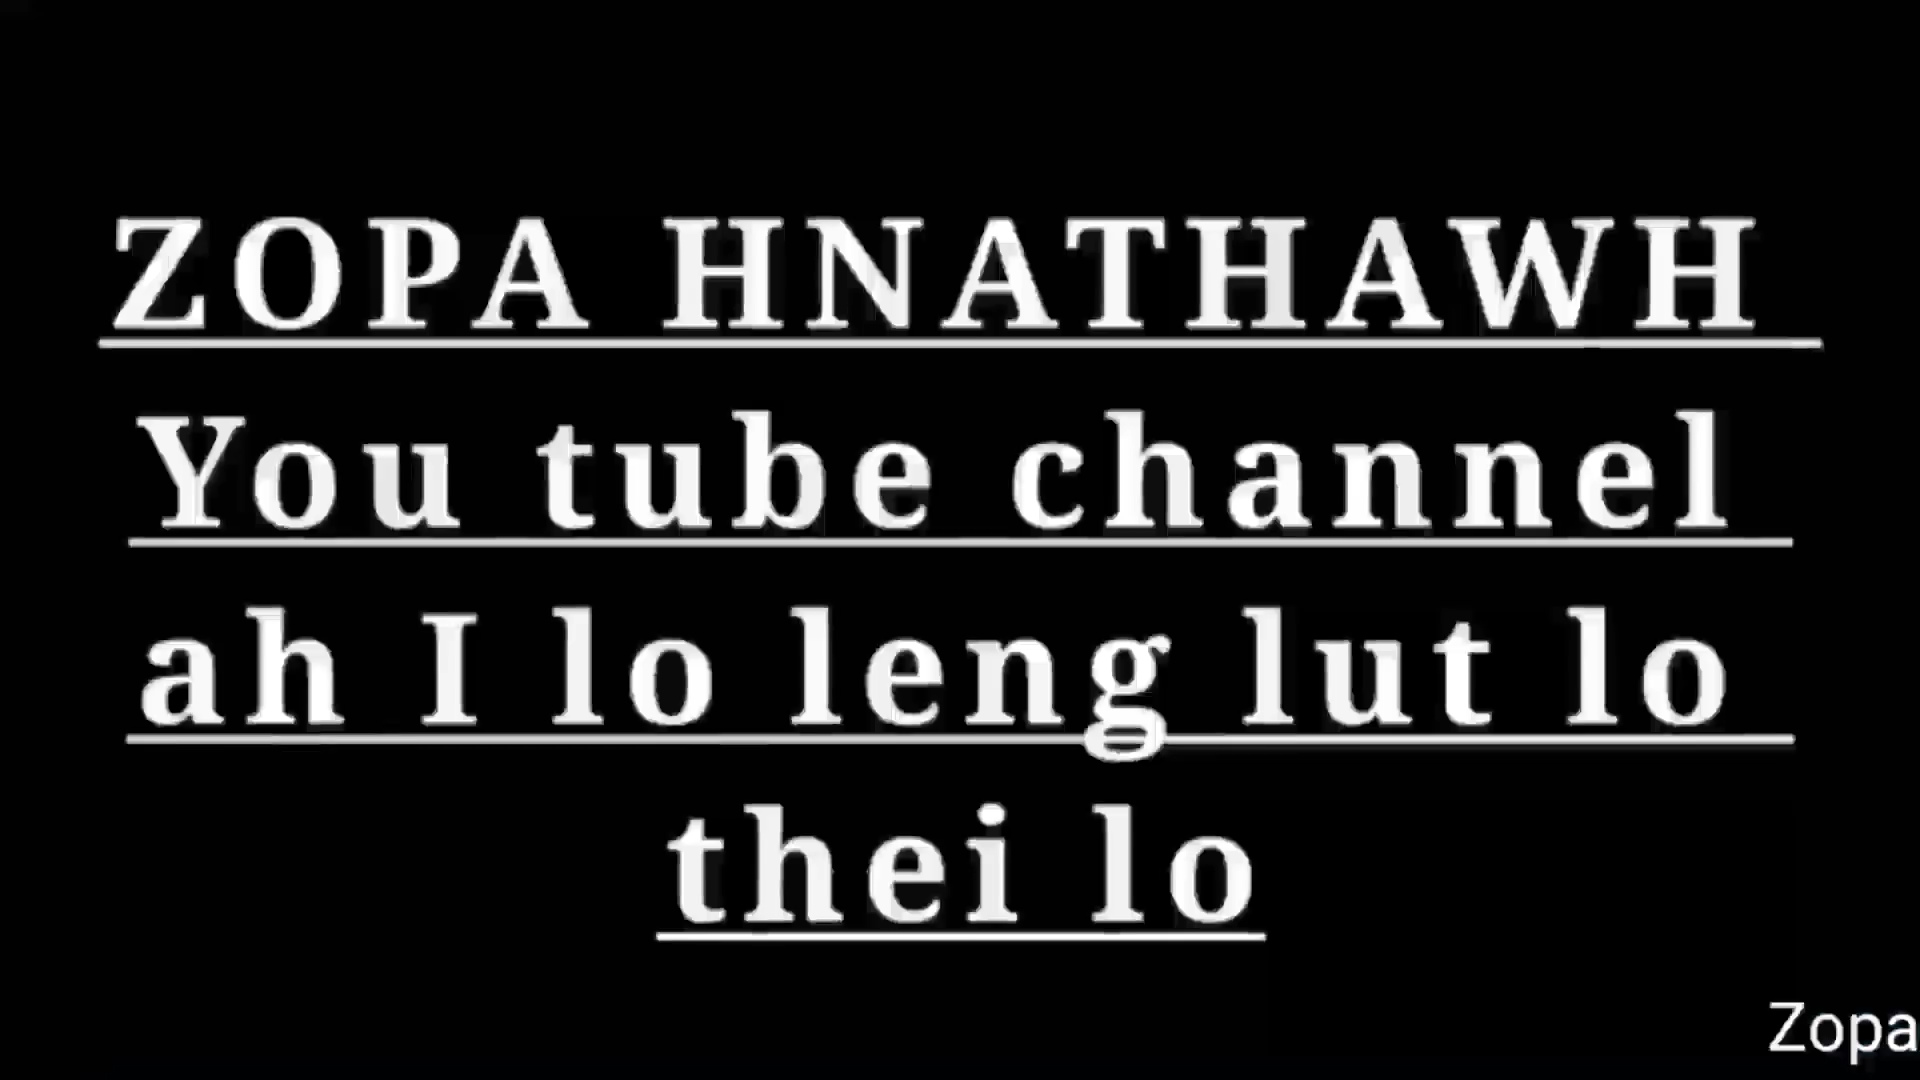 ZOPA HNATHAWH
You tube channel
ah I lo leng lut lo
thei lo
Zopa